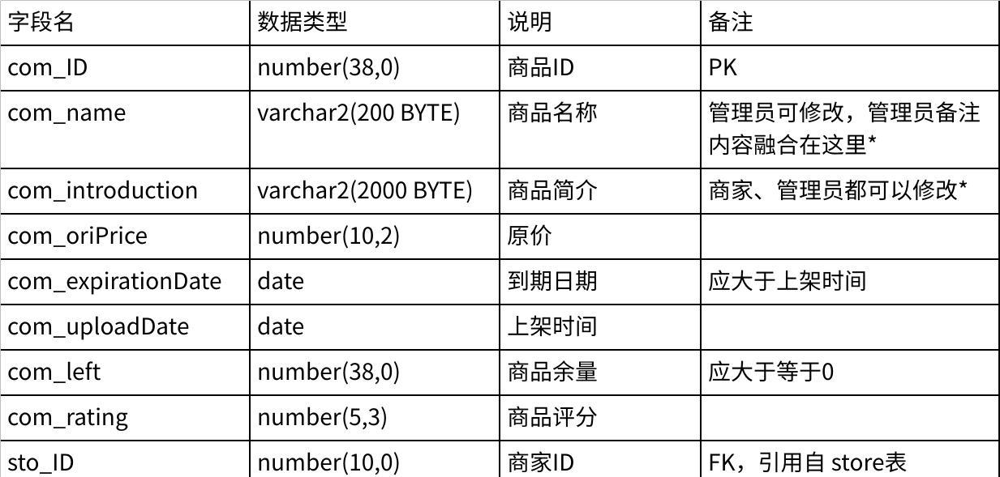 字段名 数据类型 说明 备注
com_ID number(38,0) 商品ID PK
com_name varchar2(200 BYTE) 商品名称 管理员可修改，管理员备注
内容融合在这里*
com_introduction varchar2(2000 BYTE) 商品简介 商家、管理员都可以修改*
com_oriPrice number(10,2) 原价
com_expirationDate date 到期日期 应大于上架时间
com_uploadDate date 上架时间
com_left number(38,0) 商品余量 应大于等于0
com_rating number(5,3) 商品评分
sto_ID number(10,0) 商家ID FK，引用自 store表